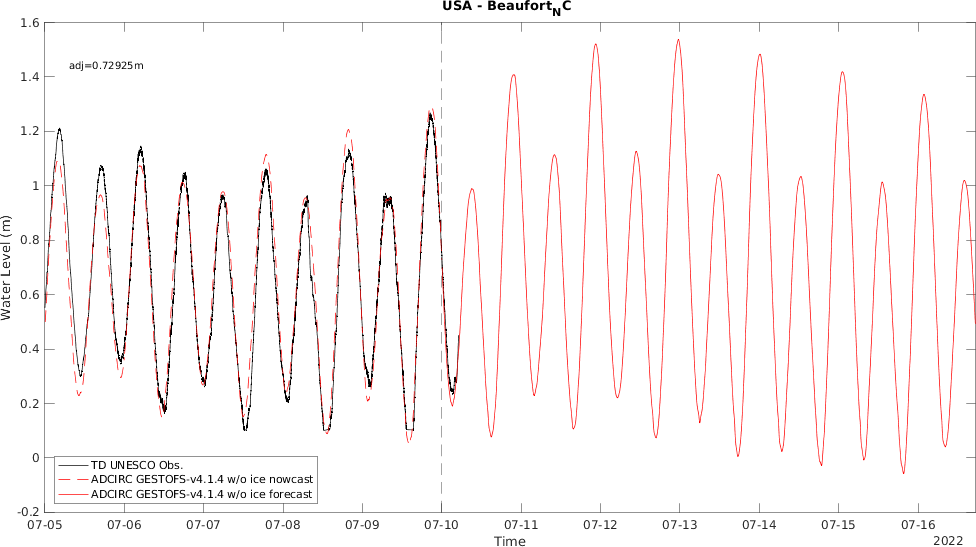 USA - Beaufort_NC
1.6
adj=0.72925m
1.4
1.2
1
0.8
0.6
0.4
0.2
0
-0.2
Water Level (m)
TD UNESCO Obs.
ADCIRC GESTOFS-v4.1.4 w/o ice nowcast
ADCIRC GESTOFS-v4.1.4 w/o ice forecast
07-05 07-06 07-07 07-08 07-09 07-10 07-11 07-12 07-13 07-14 07-15 07-16
Time
2022